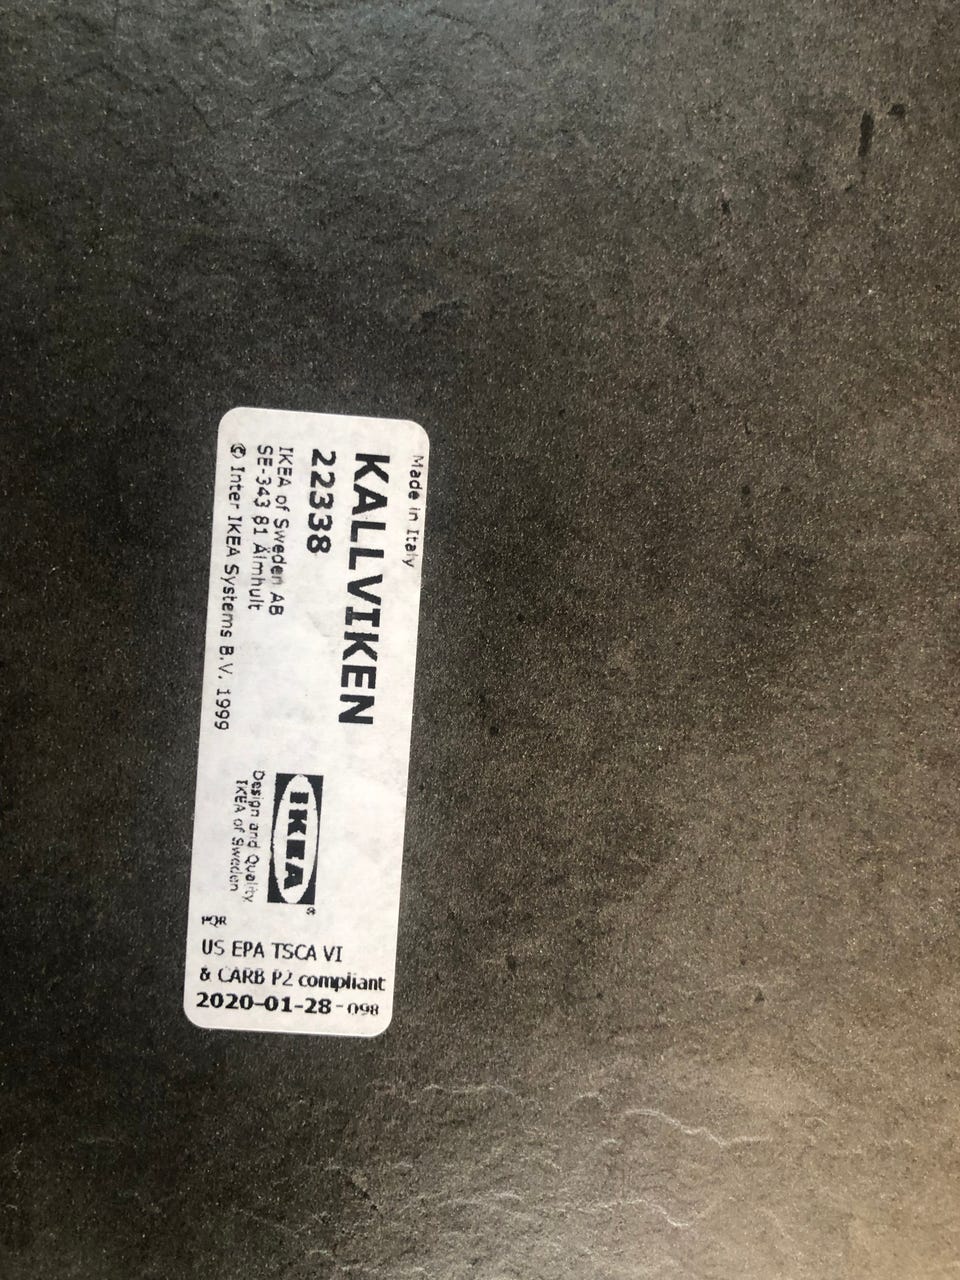 Made in Italy
KALLVIKEN
22338
IKEA of Sweden AB
SE-343 81 Älmhult
© Inter IKEA Systems B.V. 1999
IKEA®
Design and Quality
IKEA of Sweden
PQR
US EPA TSCA VI
& CARB P2 compliant
2020-01-28-098